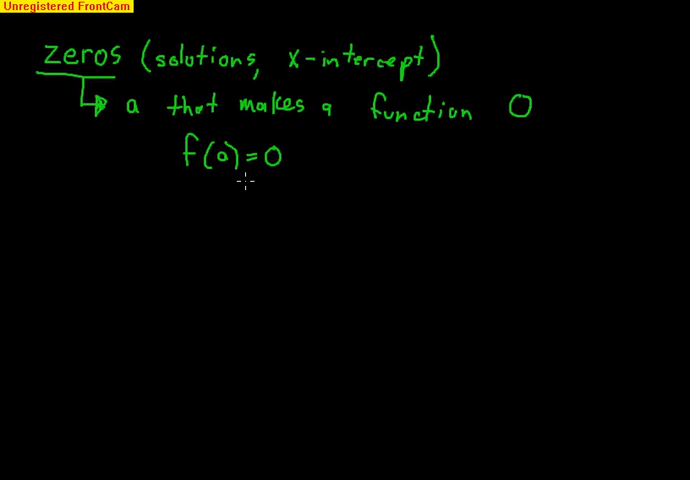 Unregistered FrontCam
zeros (solutions, x-intercept)
a that makes a function 0
f(a)=0